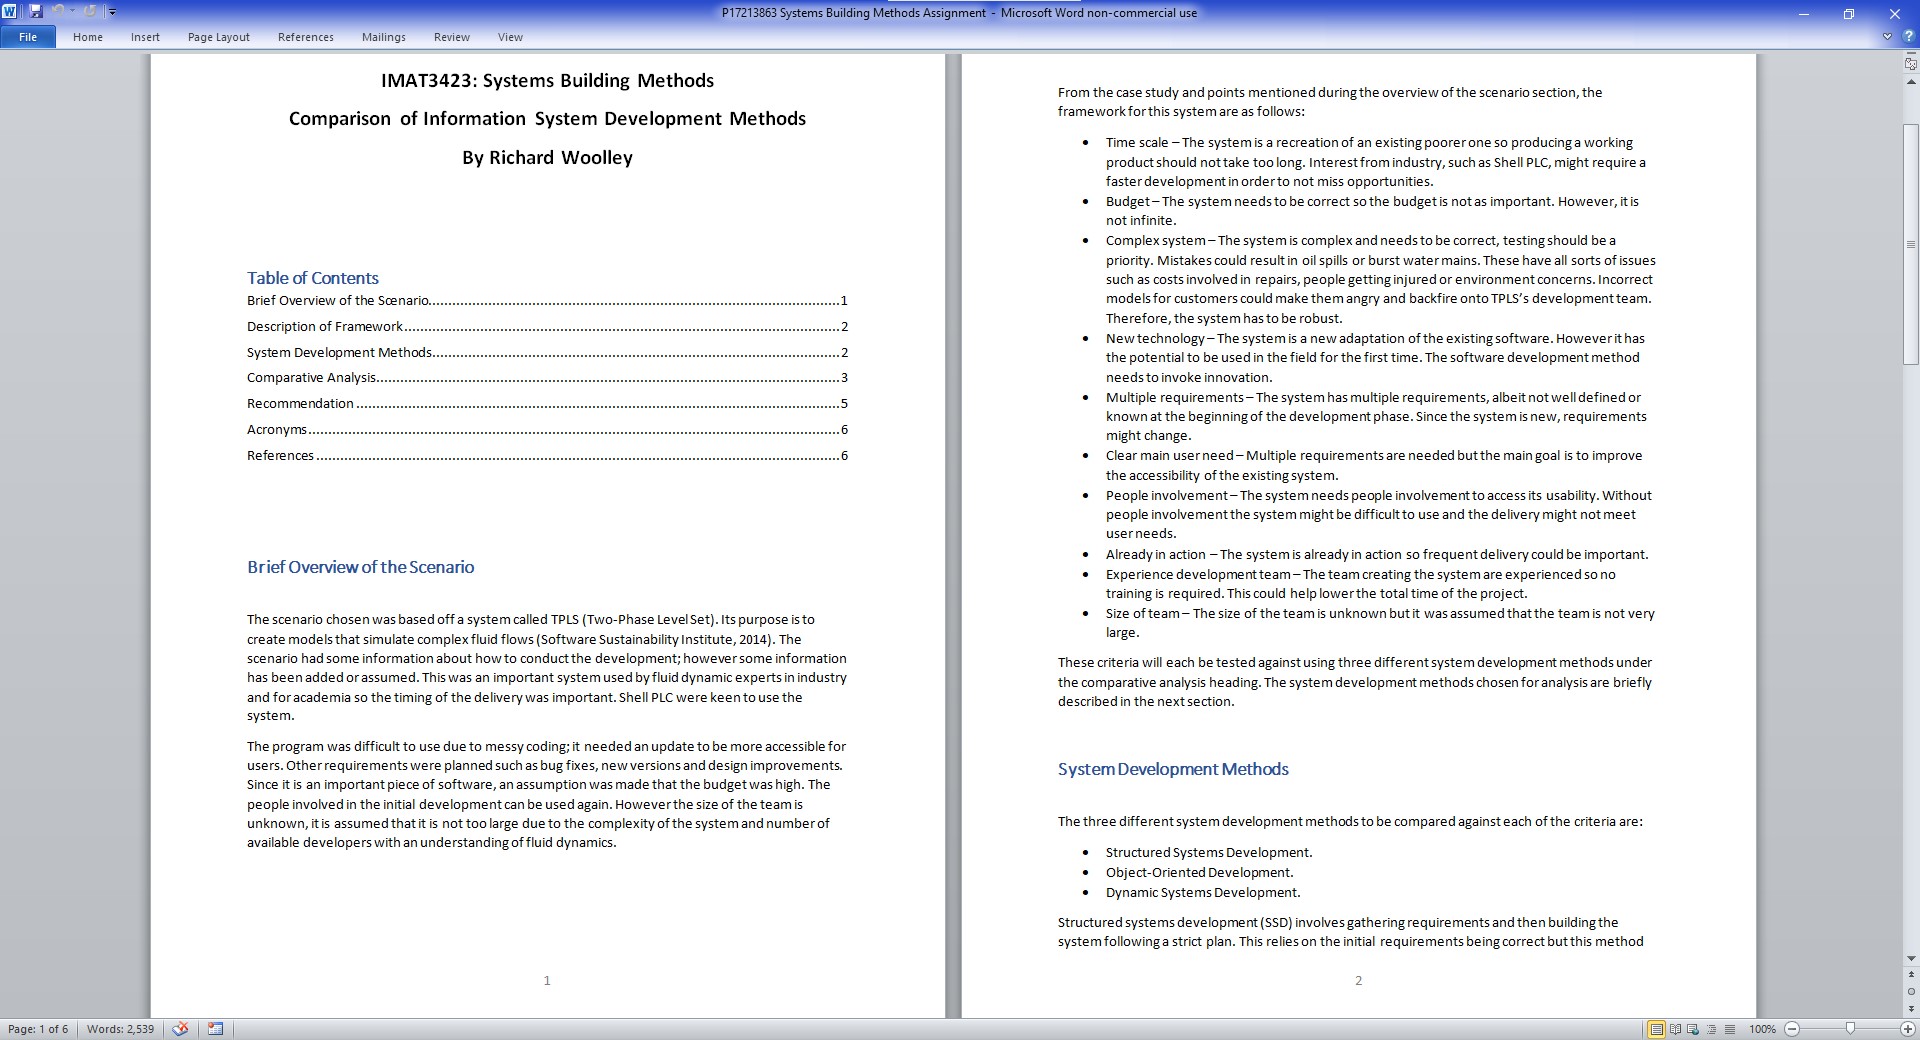 P17213863 Systems Building Methods Assignment - Microsoft Word non-commercial use
File Home Insert Page Layout References Mailings Review View
IMAT3423: Systems Building Methods
Comparison of Information System Development Methods
By Richard Woolley
Table of Contents
Brief Overview of the Scenario....................1
Description of Framework....................2
System Development Methods....................2
Comparative Analysis....................3
Recommendation....................5
Acronyms....................6
References....................6
Brief Overview of the Scenario
The scenario chosen was based off a system called TPLS (Two-Phase Level Set). Its purpose is to
create models that simulate complex fluid flows (Software Sustainability Institute, 2014). The
scenario had some information about how to conduct the development; however some information
has been added or assumed. This was an important system used by fluid dynamic experts in industry
and for academia so the timing of the delivery was important. Shell PLC were keen to use the
system.
The program was difficult to use due to messy coding; it needed an update to be more accessible for
users. Other requirements were planned such as bug fixes, new versions and design improvements.
Since it is an important piece of software, an assumption was made that the budget was high. The
people involved in the initial development can be used again. However the size of the team is
unknown, it is assumed that it is not too large due to the complexity of the system and number of
available developers with an understanding of fluid dynamics.
1
From the case study and points mentioned during the overview of the scenario section, the
framework for this system are as follows:
• Time scale – The system is a recreation of an existing poorer one so producing a working
product should not take too long. Interest from industry, such as Shell PLC, might require a
faster development in order to not miss opportunities.
• Budget – The system needs to be correct so the budget is not as important. However, it is
not infinite.
• Complex system – The system is complex and needs to be correct, testing should be a
priority. Mistakes could result in oil spills or burst water mains. These have all sorts of issues
such as costs involved in repairs, people getting injured or environment concerns. Incorrect
models for customers could make them angry and backfire onto TPLS’s development team.
Therefore, the system has to be robust.
• New technology – The system is a new adaptation of the existing software. However it has
the potential to be used in the field for the first time. The software development method
needs to invoke innovation.
• Multiple requirements – The system has multiple requirements, albeit not well defined or
known at the beginning of the development phase. Since the system is new, requirements
might change.
• Clear main user need – Multiple requirements are needed but the main goal is to improve
the accessibility of the existing system.
• People involvement – The system needs people involvement to access its usability. Without
people involvement the system might be difficult to use and the delivery might not meet
user needs.
• Already in action – The system is already in action so frequent delivery could be important.
• Experience development team – The team creating the system are experienced so no
training is required. This could help lower the total time of the project.
• Size of team – The size of the team is unknown but it was assumed that the team is not very
large.
These criteria will each be tested against using three different system development methods under
the comparative analysis heading. The system development methods chosen for analysis are briefly
described in the next section.
System Development Methods
The three different system development methods to be compared against each of the criteria are:
• Structured Systems Development.
• Object-Oriented Development.
• Dynamic Systems Development.
Structured systems development (SSD) involves gathering requirements and then building the
system following a strict plan. This relies on the initial requirements being correct but this method
2
Page: 1 of 6 Words: 2,539 100%